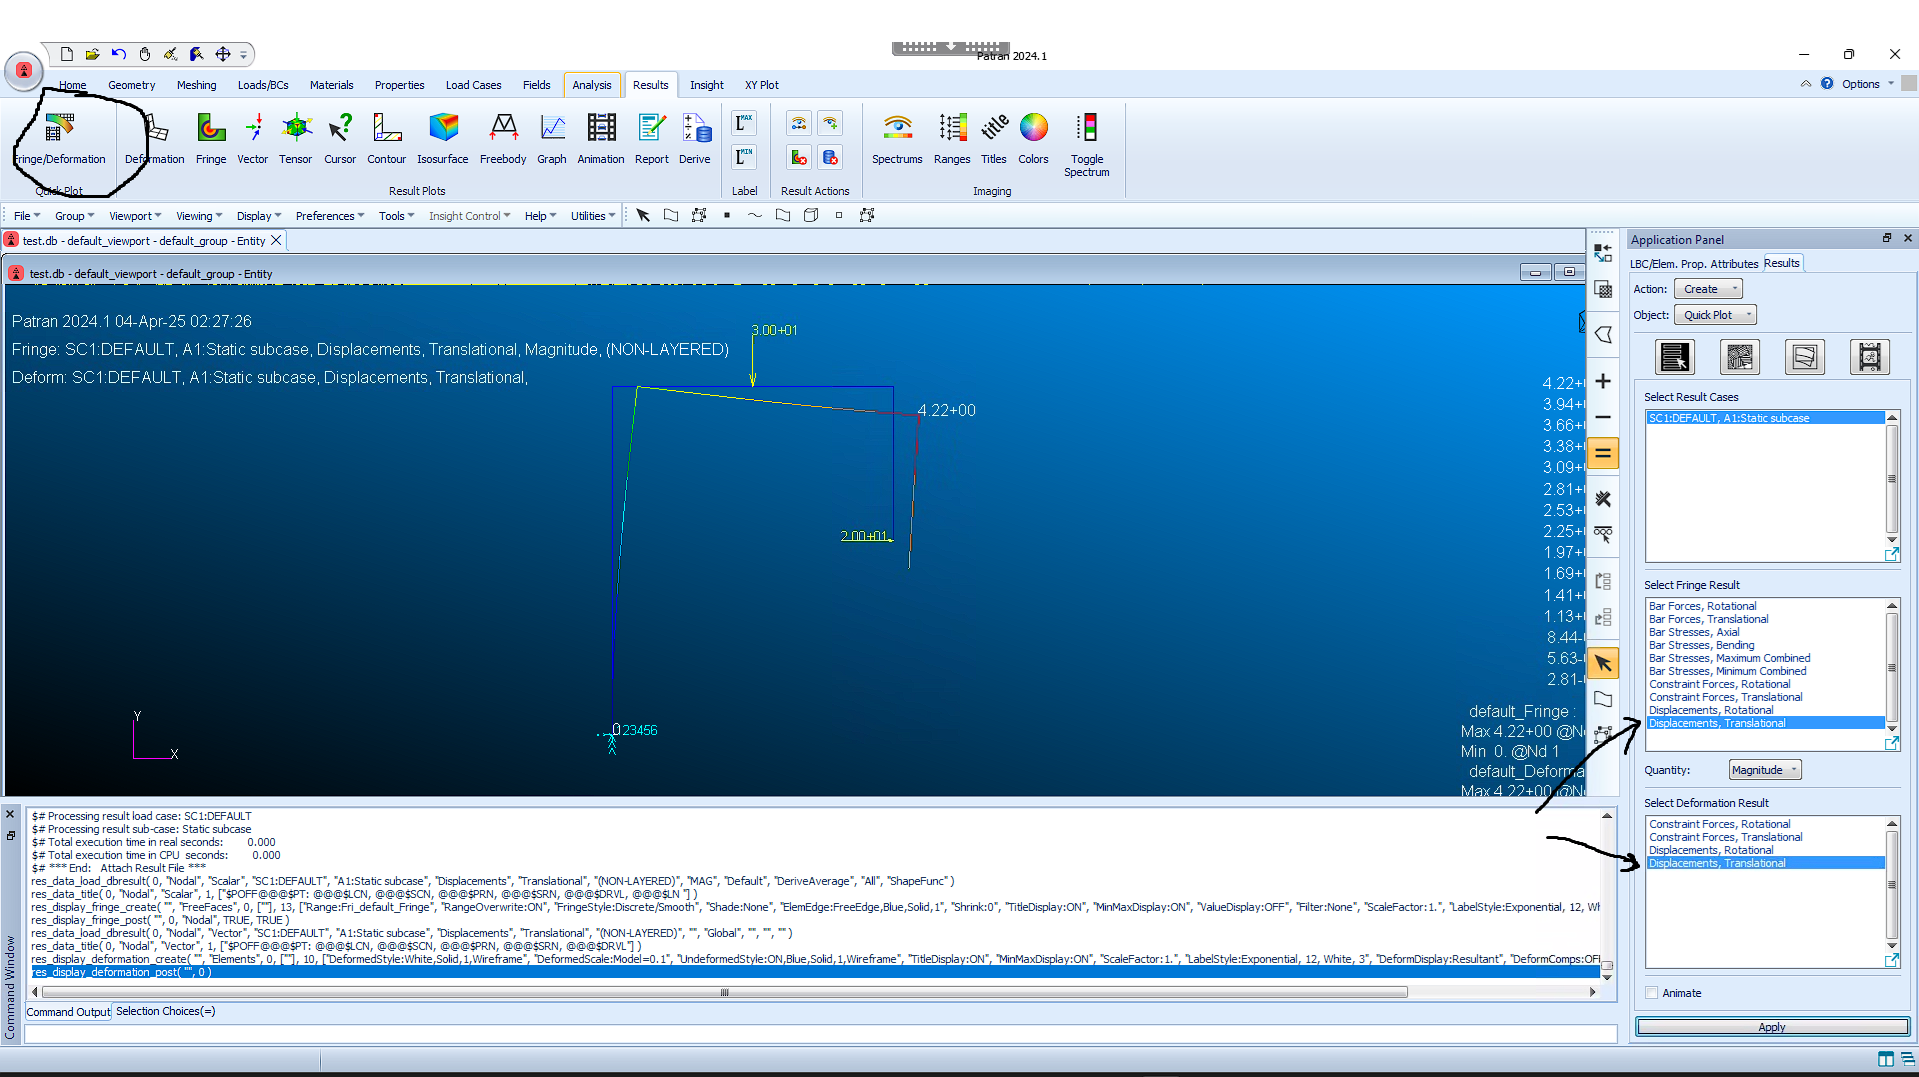 Patran 2024.1
Home Geometry Meshing Loads/BCs Materials Properties Load Cases Fields Analysis Results Insight XY Plot
Options
Fringe/Deformation Deformation Fringe Vector Tensor Cursor Contour Isosurface Freebody Graph Animation Report Derive
LMAX
LMIN
Spectrums Ranges Titles Colors Toggle Spectrum
title
Quick Plot Result Plots Label Result Actions Imaging
File Group Viewport Viewing Display Preferences Tools Insight Control Help Utilities
test.db - default_viewport - default_group - Entity
test.db - default_viewport - default_group - Entity
Patran 2024.1 04-Apr-25 02:27:26
Fringe: SC1:DEFAULT, A1:Static subcase, Displacements, Translational, Magnitude, (NON-LAYERED)
Deform: SC1:DEFAULT, A1:Static subcase, Displacements, Translational,
3.00+01
4.22+00
2.00+01
023456
Y
X
4.22+
3.94+
3.66+
3.38+
3.09+
2.81+
2.53+
2.25+
1.97+
1.69+
1.41+
1.13+
8.44-
5.63-
2.81-
default_Fringe :
Max 4.22+00 @N
Min 0. @Nd 1
default_Deforma
Max 4.22+00 @N
Application Panel
LBC/Elem. Prop. Attributes Results
Action: Create
Object: Quick Plot
Select Result Cases
SC1:DEFAULT, A1:Static subcase
Select Fringe Result
Bar Forces, Rotational
Bar Forces, Translational
Bar Stresses, Axial
Bar Stresses, Bending
Bar Stresses, Maximum Combined
Bar Stresses, Minimum Combined
Constraint Forces, Rotational
Constraint Forces, Translational
Displacements, Rotational
Displacements, Translational
Quantity: Magnitude
Select Deformation Result
Constraint Forces, Rotational
Constraint Forces, Translational
Displacements, Rotational
Displacements, Translational
Animate
Apply
$# Processing result load case: SC1:DEFAULT
$# Processing result sub-case: Static subcase
$# Total execution time in real seconds: 0.000
$# Total execution time in CPU seconds: 0.000
$# *** End: Attach Result File ***
res_data_load_dbresult( 0, "Nodal", "Scalar", "SC1:DEFAULT", "A1:Static subcase", "Displacements", "Translational", "(NON-LAYERED)", "MAG", "Default", "DeriveAverage", "All", "ShapeFunc" )
res_data_title( 0, "Nodal", "Scalar", 1, ["$POFF@@@$PT: @@@$LCN, @@@$SCN, @@@$PRN, @@@$SRN, @@@$DRVL, @@@$LN "] )
res_display_fringe_create( "", "FreeFaces", 0, [""], 13, ["Range:Fri_default_Fringe", "RangeOverwrite:ON", "FringeStyle:Discrete/Smooth", "Shade:None", "ElemEdge:FreeEdge,Blue,Solid,1", "Shrink:0", "TitleDisplay:ON", "MinMaxDisplay:ON", "ValueDisplay:OFF", "Filter:None", "ScaleFactor:1.", "LabelStyle:Exponential, 12, Wh
res_display_fringe_post( "", 0, "Nodal", TRUE, TRUE )
res_data_load_dbresult( 0, "Nodal", "Vector", "SC1:DEFAULT", "A1:Static subcase", "Displacements", "Translational", "(NON-LAYERED)", "", "Global", "", "", "" )
res_data_title( 0, "Nodal", "Vector", 1, ["$POFF@@@$PT: @@@$LCN, @@@$SCN, @@@$PRN, @@@$SRN, @@@$DRVL"] )
res_display_deformation_create( "", "Elements", 0, [""], 10, ["DeformedStyle:White,Solid,1,Wireframe", "DeformedScale:Model=0.1", "UndeformedStyle:ON,Blue,Solid,1,Wireframe", "TitleDisplay:ON", "MinMaxDisplay:ON", "ScaleFactor:1.", "LabelStyle:Exponential, 12, White, 3", "DeformDisplay:Resultant", "DeformComps:OF
res_display_deformation_post( "", 0 )
Command Output Selection Choices(=)
Command Window